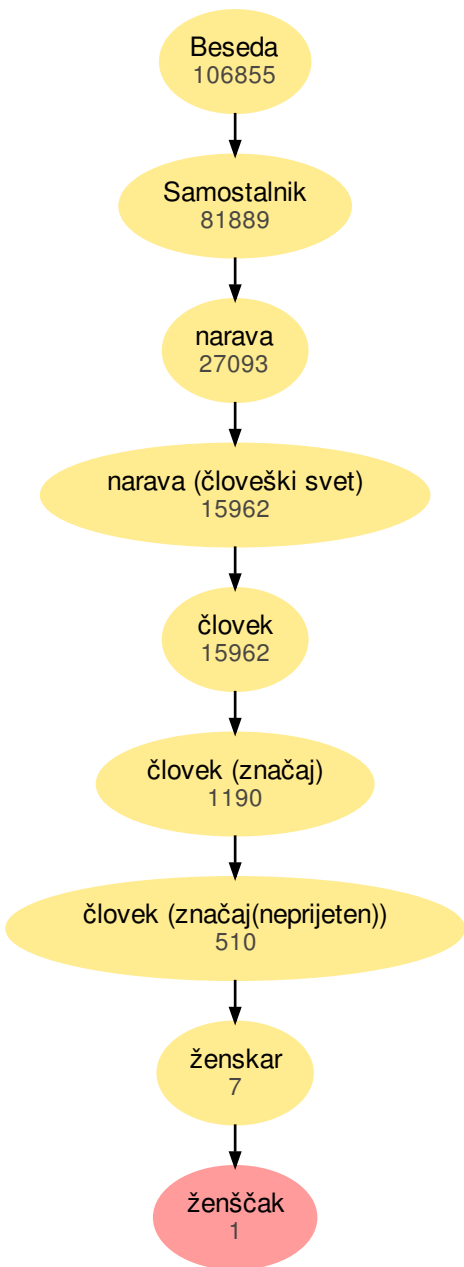 Beseda
106855
Samostalnik
81889
narava
27093
narava (človeški svet)
15962
človek
15962
človek (značaj)
1190
človek (značaj(neprijeten))
510
ženskar
7
ženščak
1